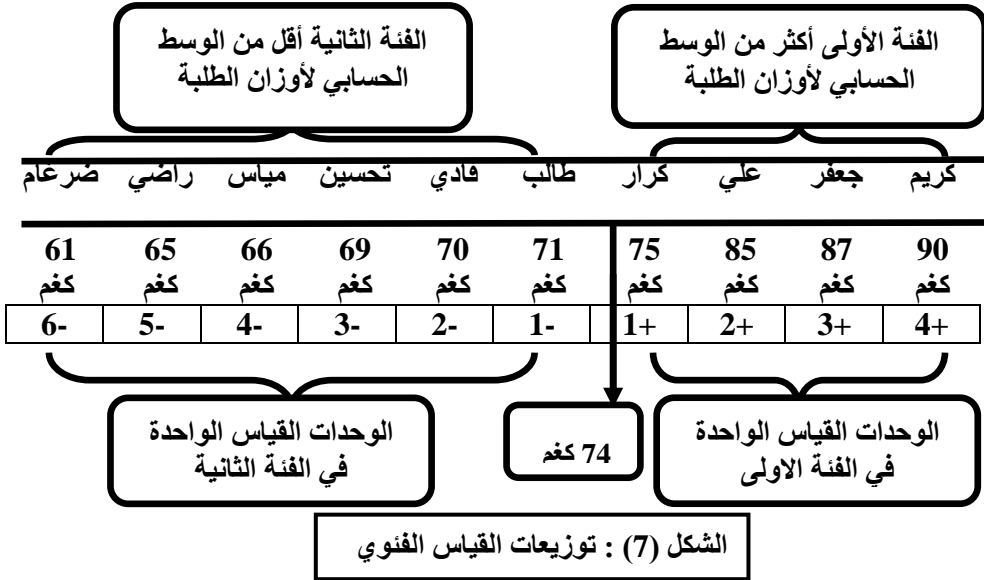 الفئة الأولى أكثر من الوسط
الحسابي لأوزان الطلبة
الفئة الثانية أقل من الوسط
الحسابي لأوزان الطلبة
كريم جعفر علي كرار طالب فادي تحسين مياس راضي ضرغام
90 87 85 75 71 70 69 66 65 61
كغم كغم كغم كغم كغم كغم كغم كغم كغم كغم
4+ 3+ 2+ 1+ 1- 2- 3- 4- 5- 6-
الوحدات القياس الواحدة
في الفئة الاولى
74 كغم
الوحدات القياس الواحدة
في الفئة الثانية
الشكل (7) : توزيعات القياس الفئوي